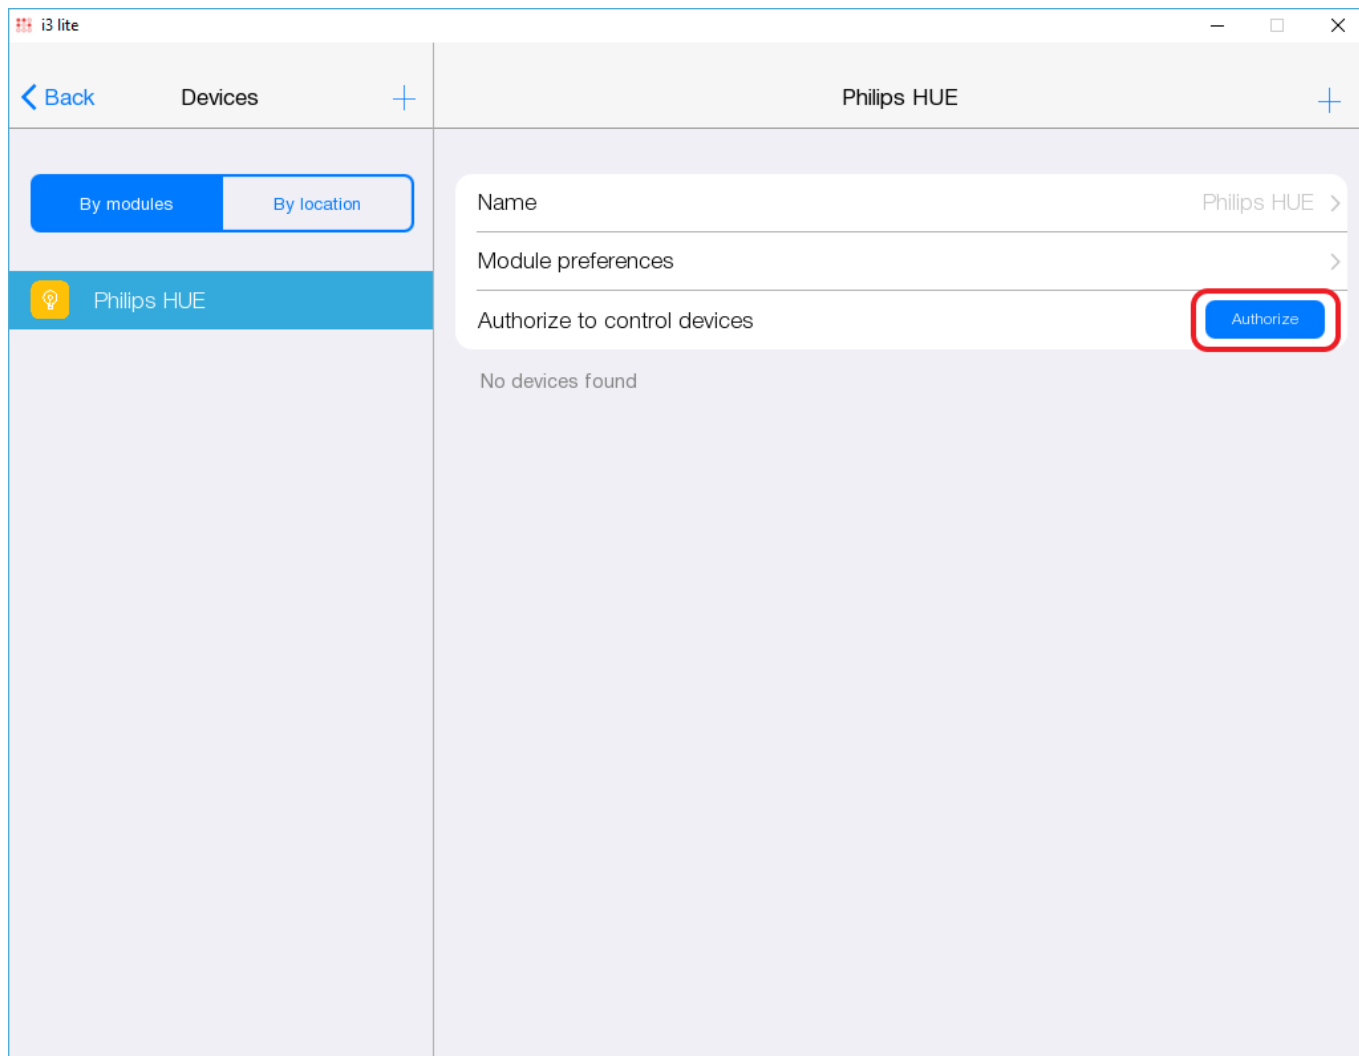 i3 lite
Back
Devices
Philips HUE
By modules
By location
Philips HUE
Name
Philips HUE
Module preferences
Authorize to control devices
Authorize
No devices found